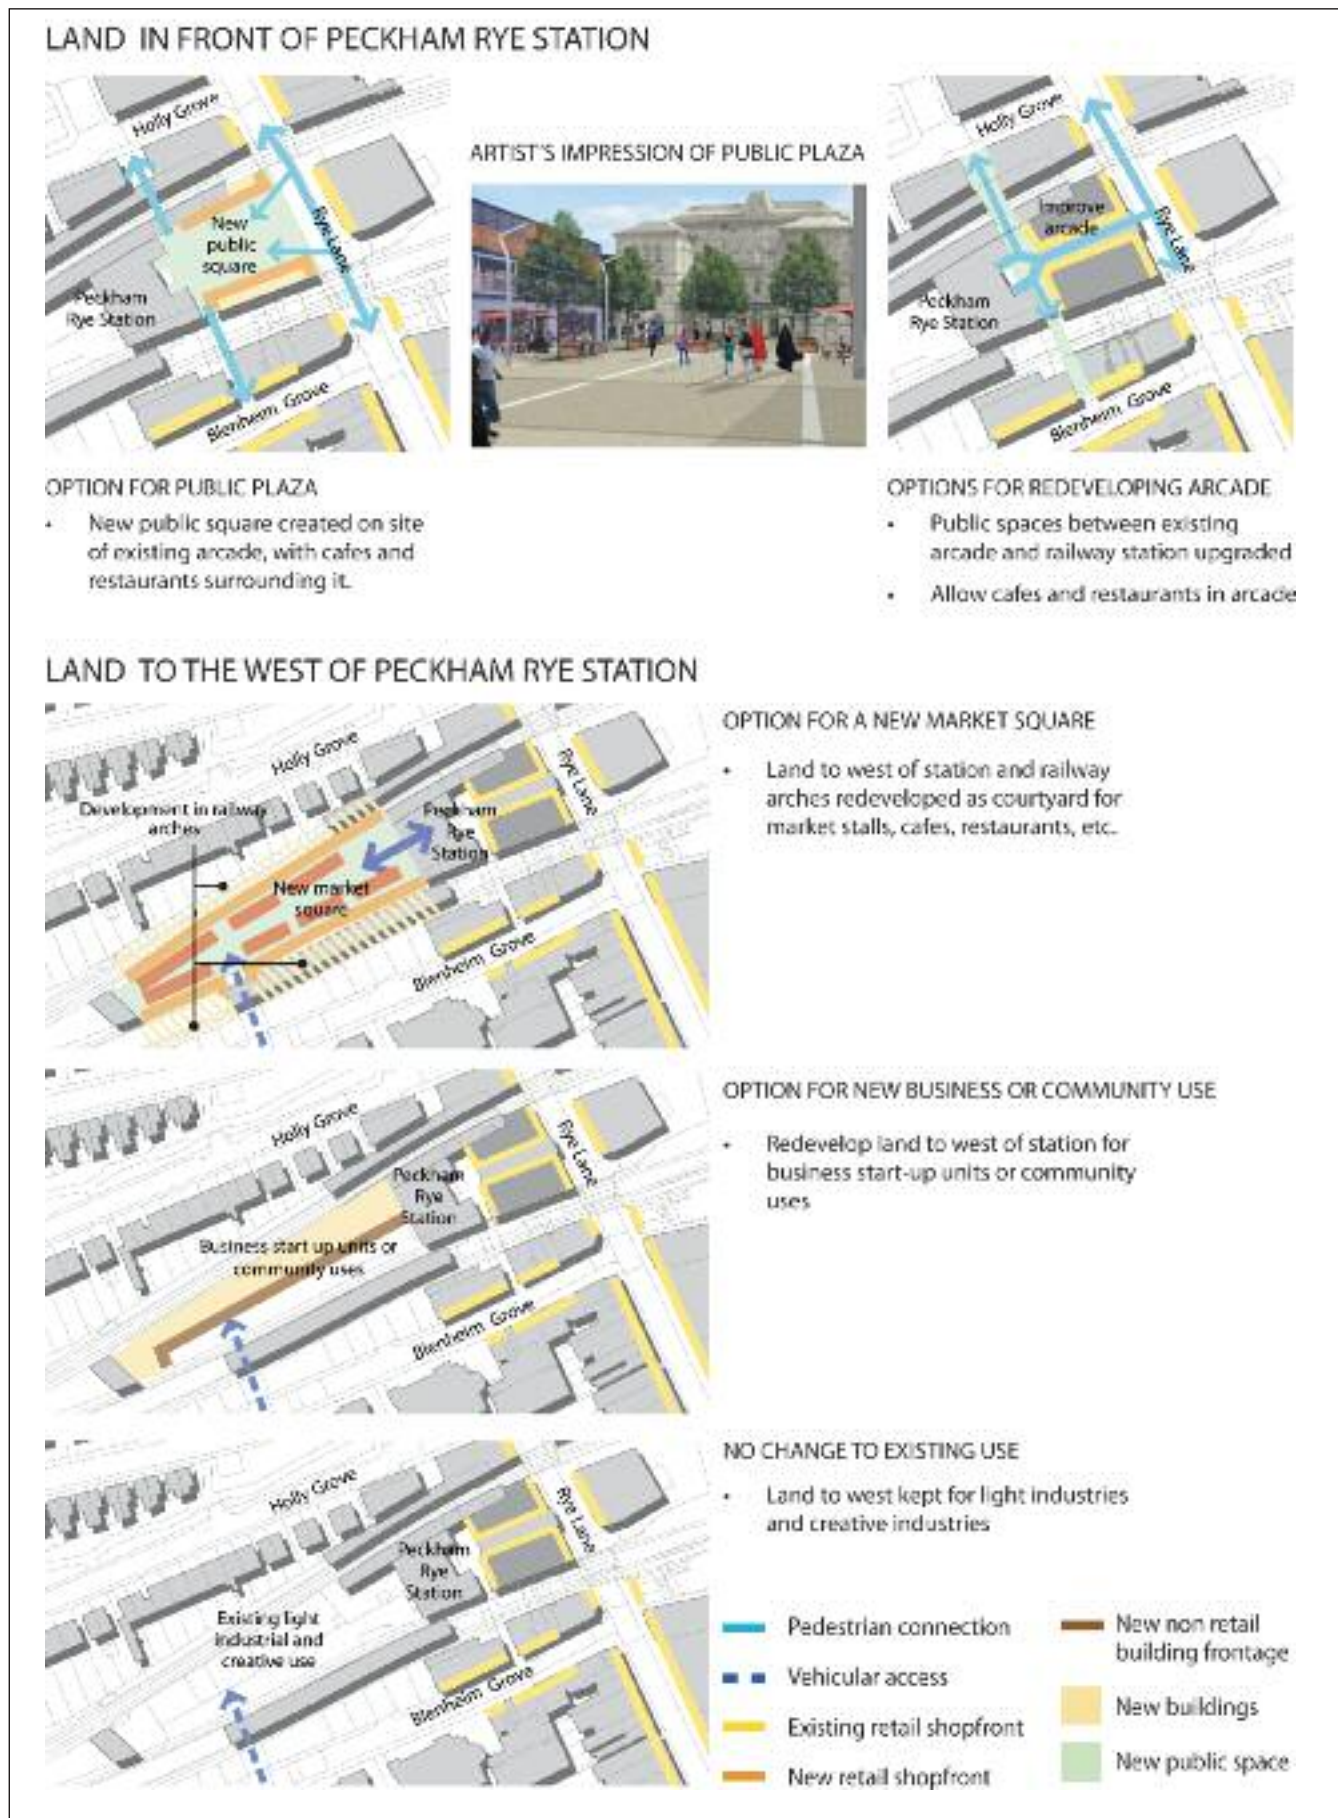 LAND IN FRONT OF PECKHAM RYE STATION
Holly Grove
New
public
square
Rye Lane
Peckham
Rye Station
Blenheim Grove
ARTIST'S IMPRESSION OF PUBLIC PLAZA
Holly Grove
Improve
arcade
Rye Lane
Peckham
Rye Station
Blenheim Grove
OPTION FOR PUBLIC PLAZA
• New public square created on site
of existing arcade, with cafes and
restaurants surrounding it.
OPTIONS FOR REDEVELOPING ARCADE
• Public spaces between existing
arcade and railway station upgraded
• Allow cafes and restaurants in arcade
LAND TO THE WEST OF PECKHAM RYE STATION
Holly Grove
Rye Lane
Development in railway
arches
Peckham
Rye
Station
New market
square
Blenheim Grove
OPTION FOR A NEW MARKET SQUARE
• Land to west of station and railway
arches redeveloped as courtyard for
market stalls, cafes, restaurants, etc.
Holly Grove
Rye Lane
Peckham
Rye
Station
Business start up units or
community uses
Blenheim Grove
OPTION FOR NEW BUSINESS OR COMMUNITY USE
• Redevelop land to west of station for
business start-up units or community
uses
Holly Grove
Rye Lane
Peckham
Rye
Station
Existing light
industrial and
creative use
Blenheim Grove
NO CHANGE TO EXISTING USE
• Land to west kept for light industries
and creative industries
Pedestrian connection
Vehicular access
Existing retail shopfront
New retail shopfront
New non retail
building frontage
New buildings
New public space